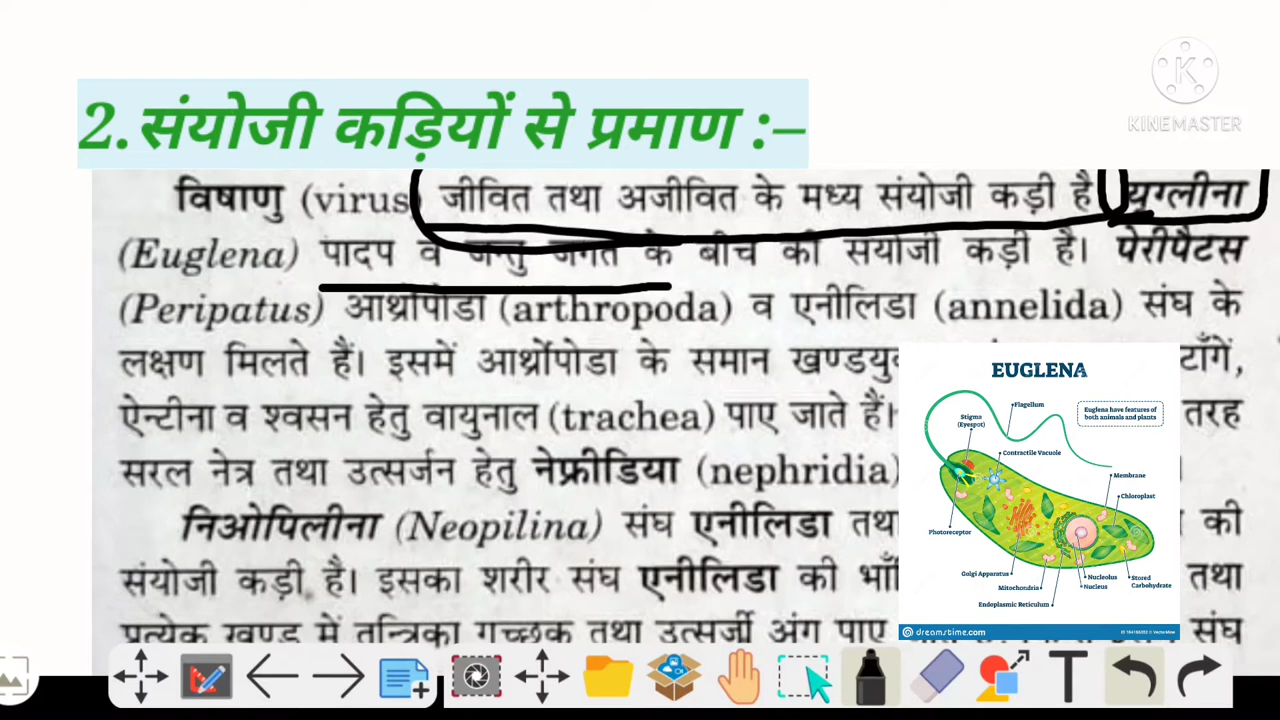 2. संयोजी कड़ियों से प्रमाण :–
KINEMASTER
विषाणु (virus) जीवित तथा अजीवित के मध्य संयोजी कड़ी है युग्लीना
(Euglena) पादप व जन्तु जगत के बीच की संयोजी कड़ी है। पेरीपैटस
(Peripatus) आर्थ्रोपोडा (arthropoda) व एनीलिडा (annelida) संघ के
लक्षण मिलते हैं। इसमें आर्थ्रोपोडा के समान खण्डयु टाँगें,
ऐन्टीना व श्वसन हेतु वायुनाल (trachea) पाए जाते हैं। तरह
सरल नेत्र तथा उत्सर्जन हेतु नेफ्रीडिया (nephridia)
निओपिलीना (Neopilina) संघ एनीलिडा तथा की
संयोजी कड़ी है। इसका शरीर संघ एनीलिडा की भाँ तथा
प्रत्येक खण्ड में तन्त्रिका गुच्छक तथा उत्सर्जी अंग पाए संघ
EUGLENA
Flagellum
Stigma
(Eyespot)
Euglena have features of
both animals and plants
Contractile Vacuole
Membrane
Chloroplast
Photoreceptor
Golgi Apparatus
Mitochondria
Endoplasmic Reticulum
Nucleolus
Nucleus
Stored
Carbohydrate
dreamstime.com
T